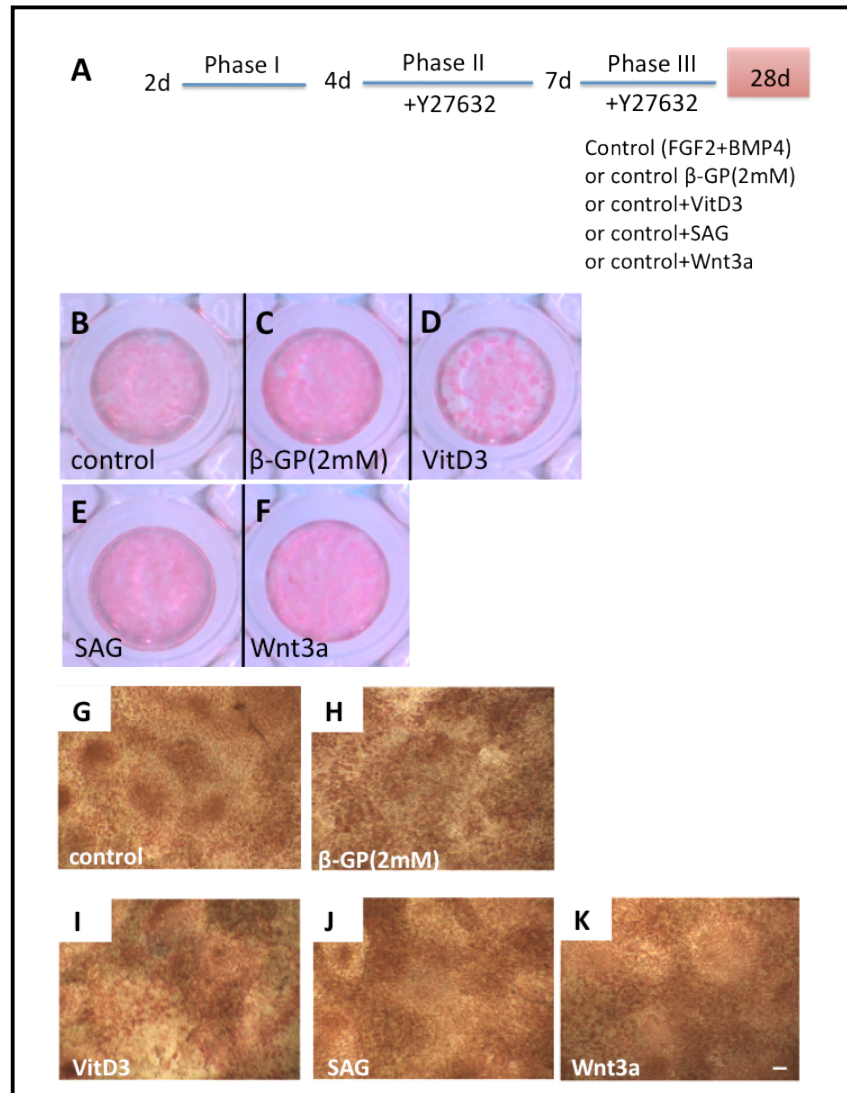 A
2d
Phase I
4d
Phase II
+Y27632
7d
Phase III
+Y27632
28d
Control (FGF2+BMP4)
or control β-GP(2mM)
or control+VitD3
or control+SAG
or control+Wnt3a
B
control
C
β-GP(2mM)
D
VitD3
E
SAG
F
Wnt3a
G
control
H
β-GP(2mM)
I
VitD3
J
SAG
K
Wnt3a